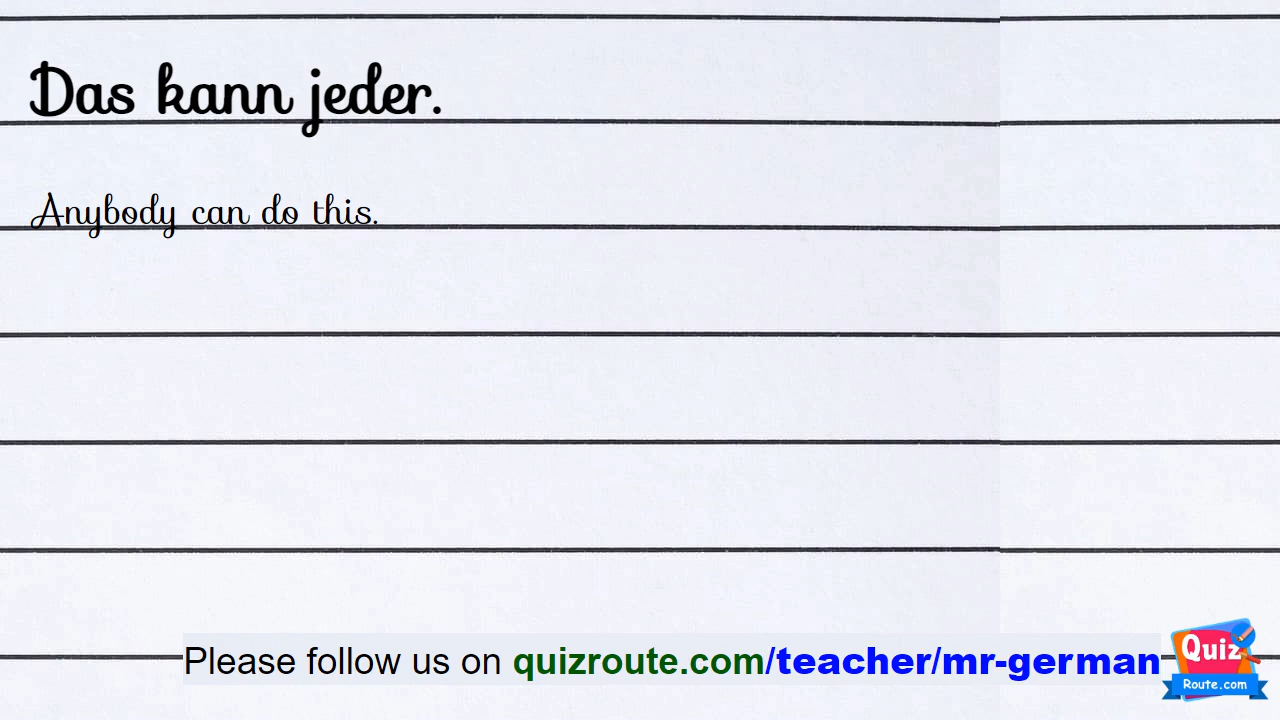 Das kann jeder.
Anybody can do this.
Please follow us on quizroute.com/teacher/mr-german
Quiz
Route.com